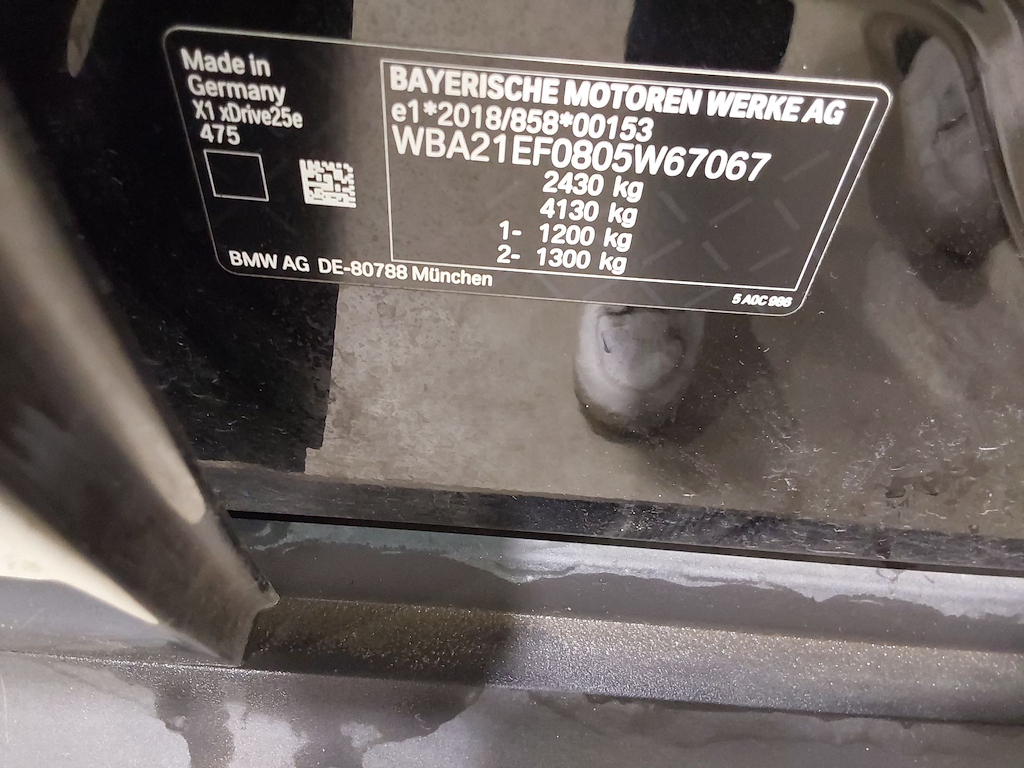 Made in
Germany
X1 xDrive25e
475
BAYERISCHE MOTOREN WERKE AG
e1*2018/858*00153
WBA21EF0805W67067
2430 kg
4130 kg
1- 1200 kg
2- 1300 kg
BMW AG DE-80788 München
5 A0C 986